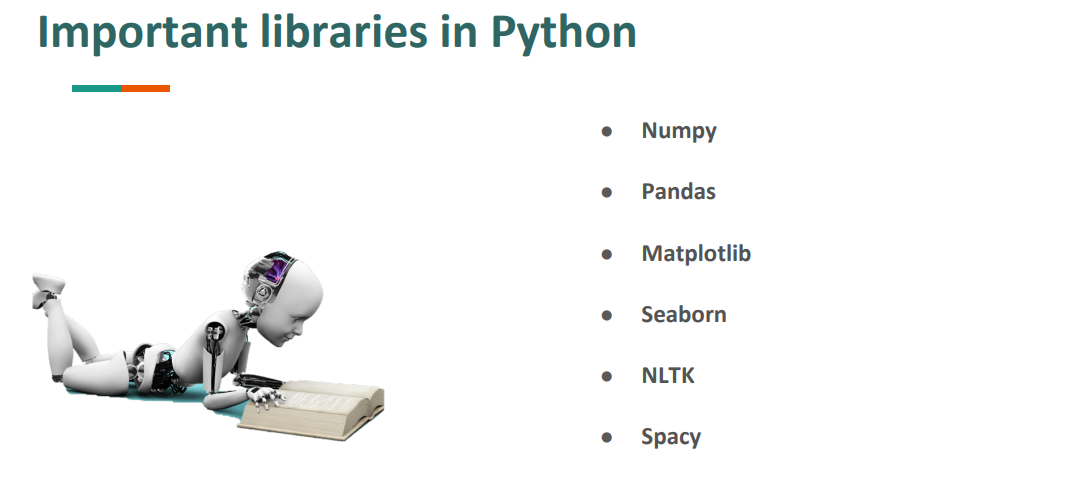 Important libraries in Python
● Numpy
● Pandas
● Matplotlib
● Seaborn
● NLTK
● Spacy